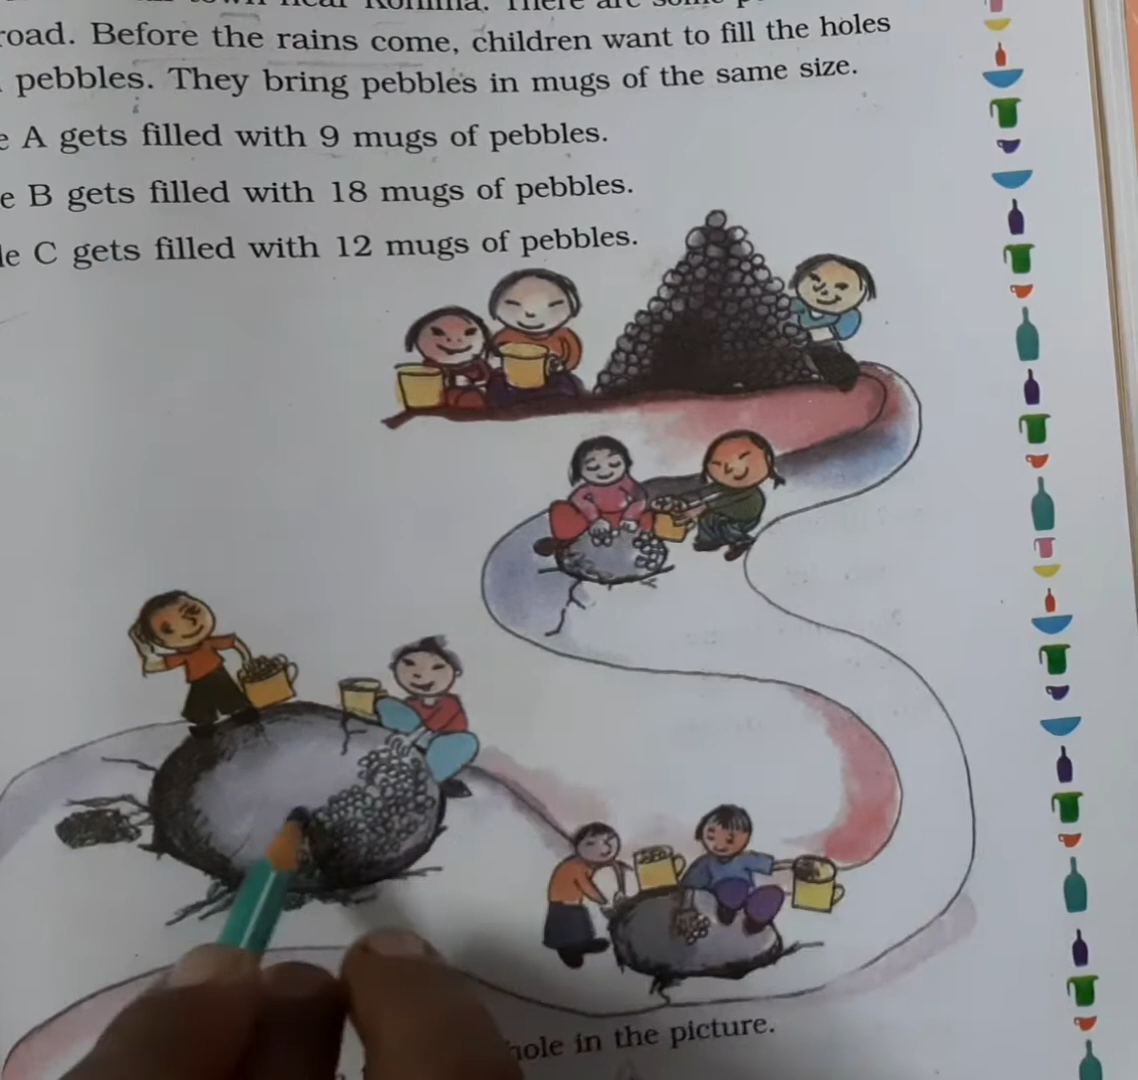 town near
road. Before the rains come, children want to fill the holes
pebbles. They bring pebbles in mugs of the same size.
A gets filled with 9 mugs of pebbles.
B gets filled with 18 mugs of pebbles.
C gets filled with 12 mugs of pebbles.
hole in the picture.